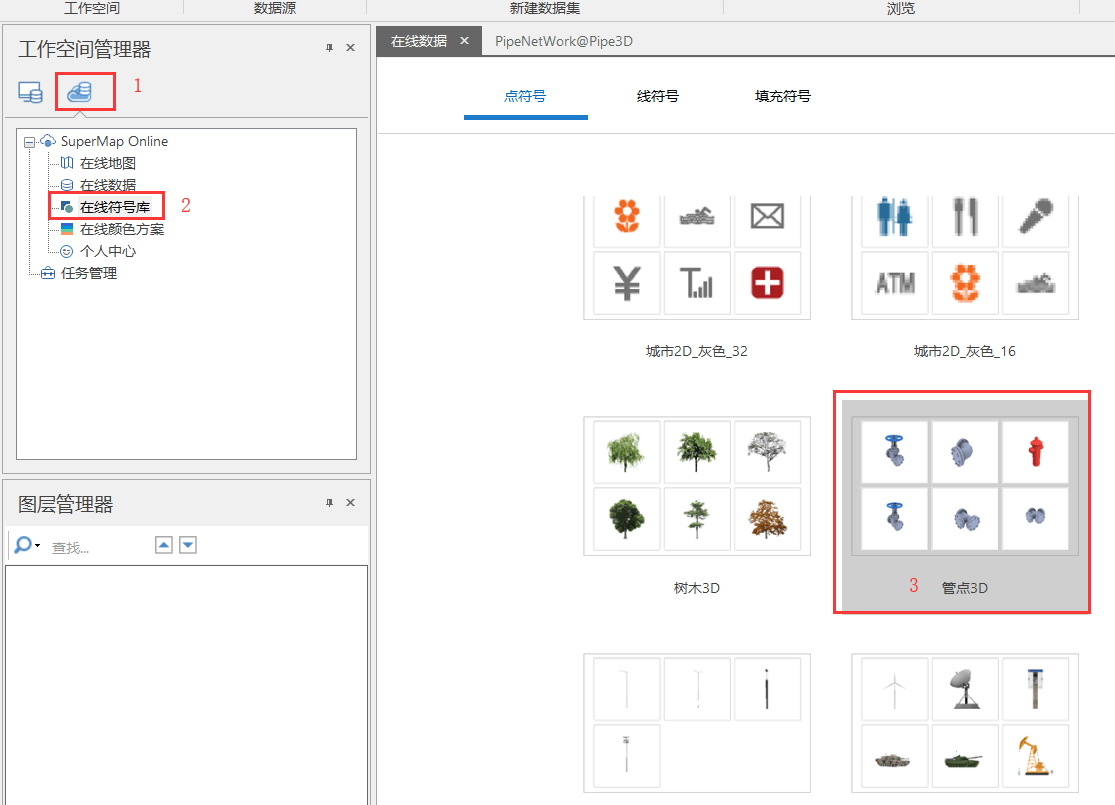 工作空间 数据源 新建数据集 浏览
工作空间管理器
1
SuperMap Online
在线地图
在线数据
在线符号库 2
在线颜色方案
个人中心
任务管理
图层管理器
查找...
在线数据 PipeNetWork@Pipe3D
点符号 线符号 填充符号
ATM
城市2D_灰色_32 城市2D_灰色_16
树木3D 3 管点3D